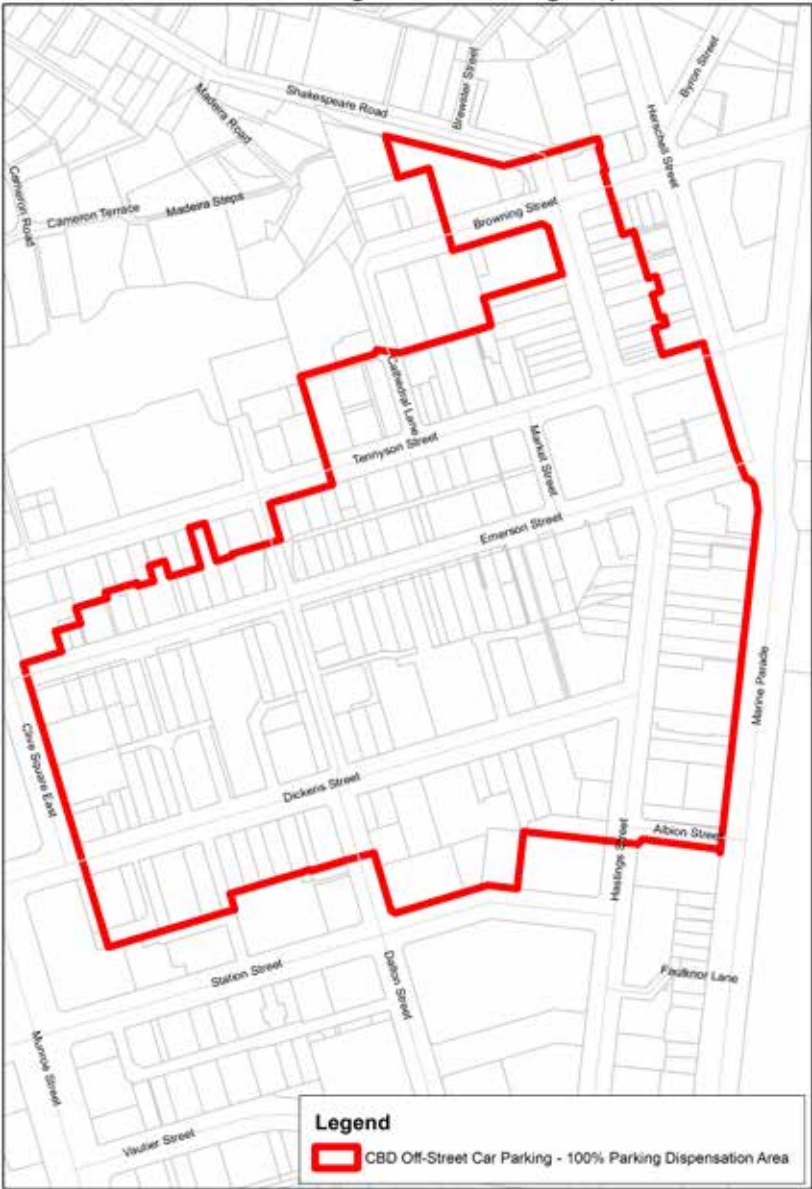 Shakespeare Road
Brewster Street
Byron Street
Madeira Road
Herschell Street
Cameron Road
Cameron Terrace
Madeira Steps
Browning Street
Cathedral Lane
Tennyson Street
Market Street
Emerson Street
Marine Parade
Clive Square East
Dickens Street
Albion Street
Hastings Street
Station Street
Dalton Street
Faulknor Lane
Munroe Street
Vautier Street
Legend
CBD Off-Street Car Parking - 100% Parking Dispensation Area